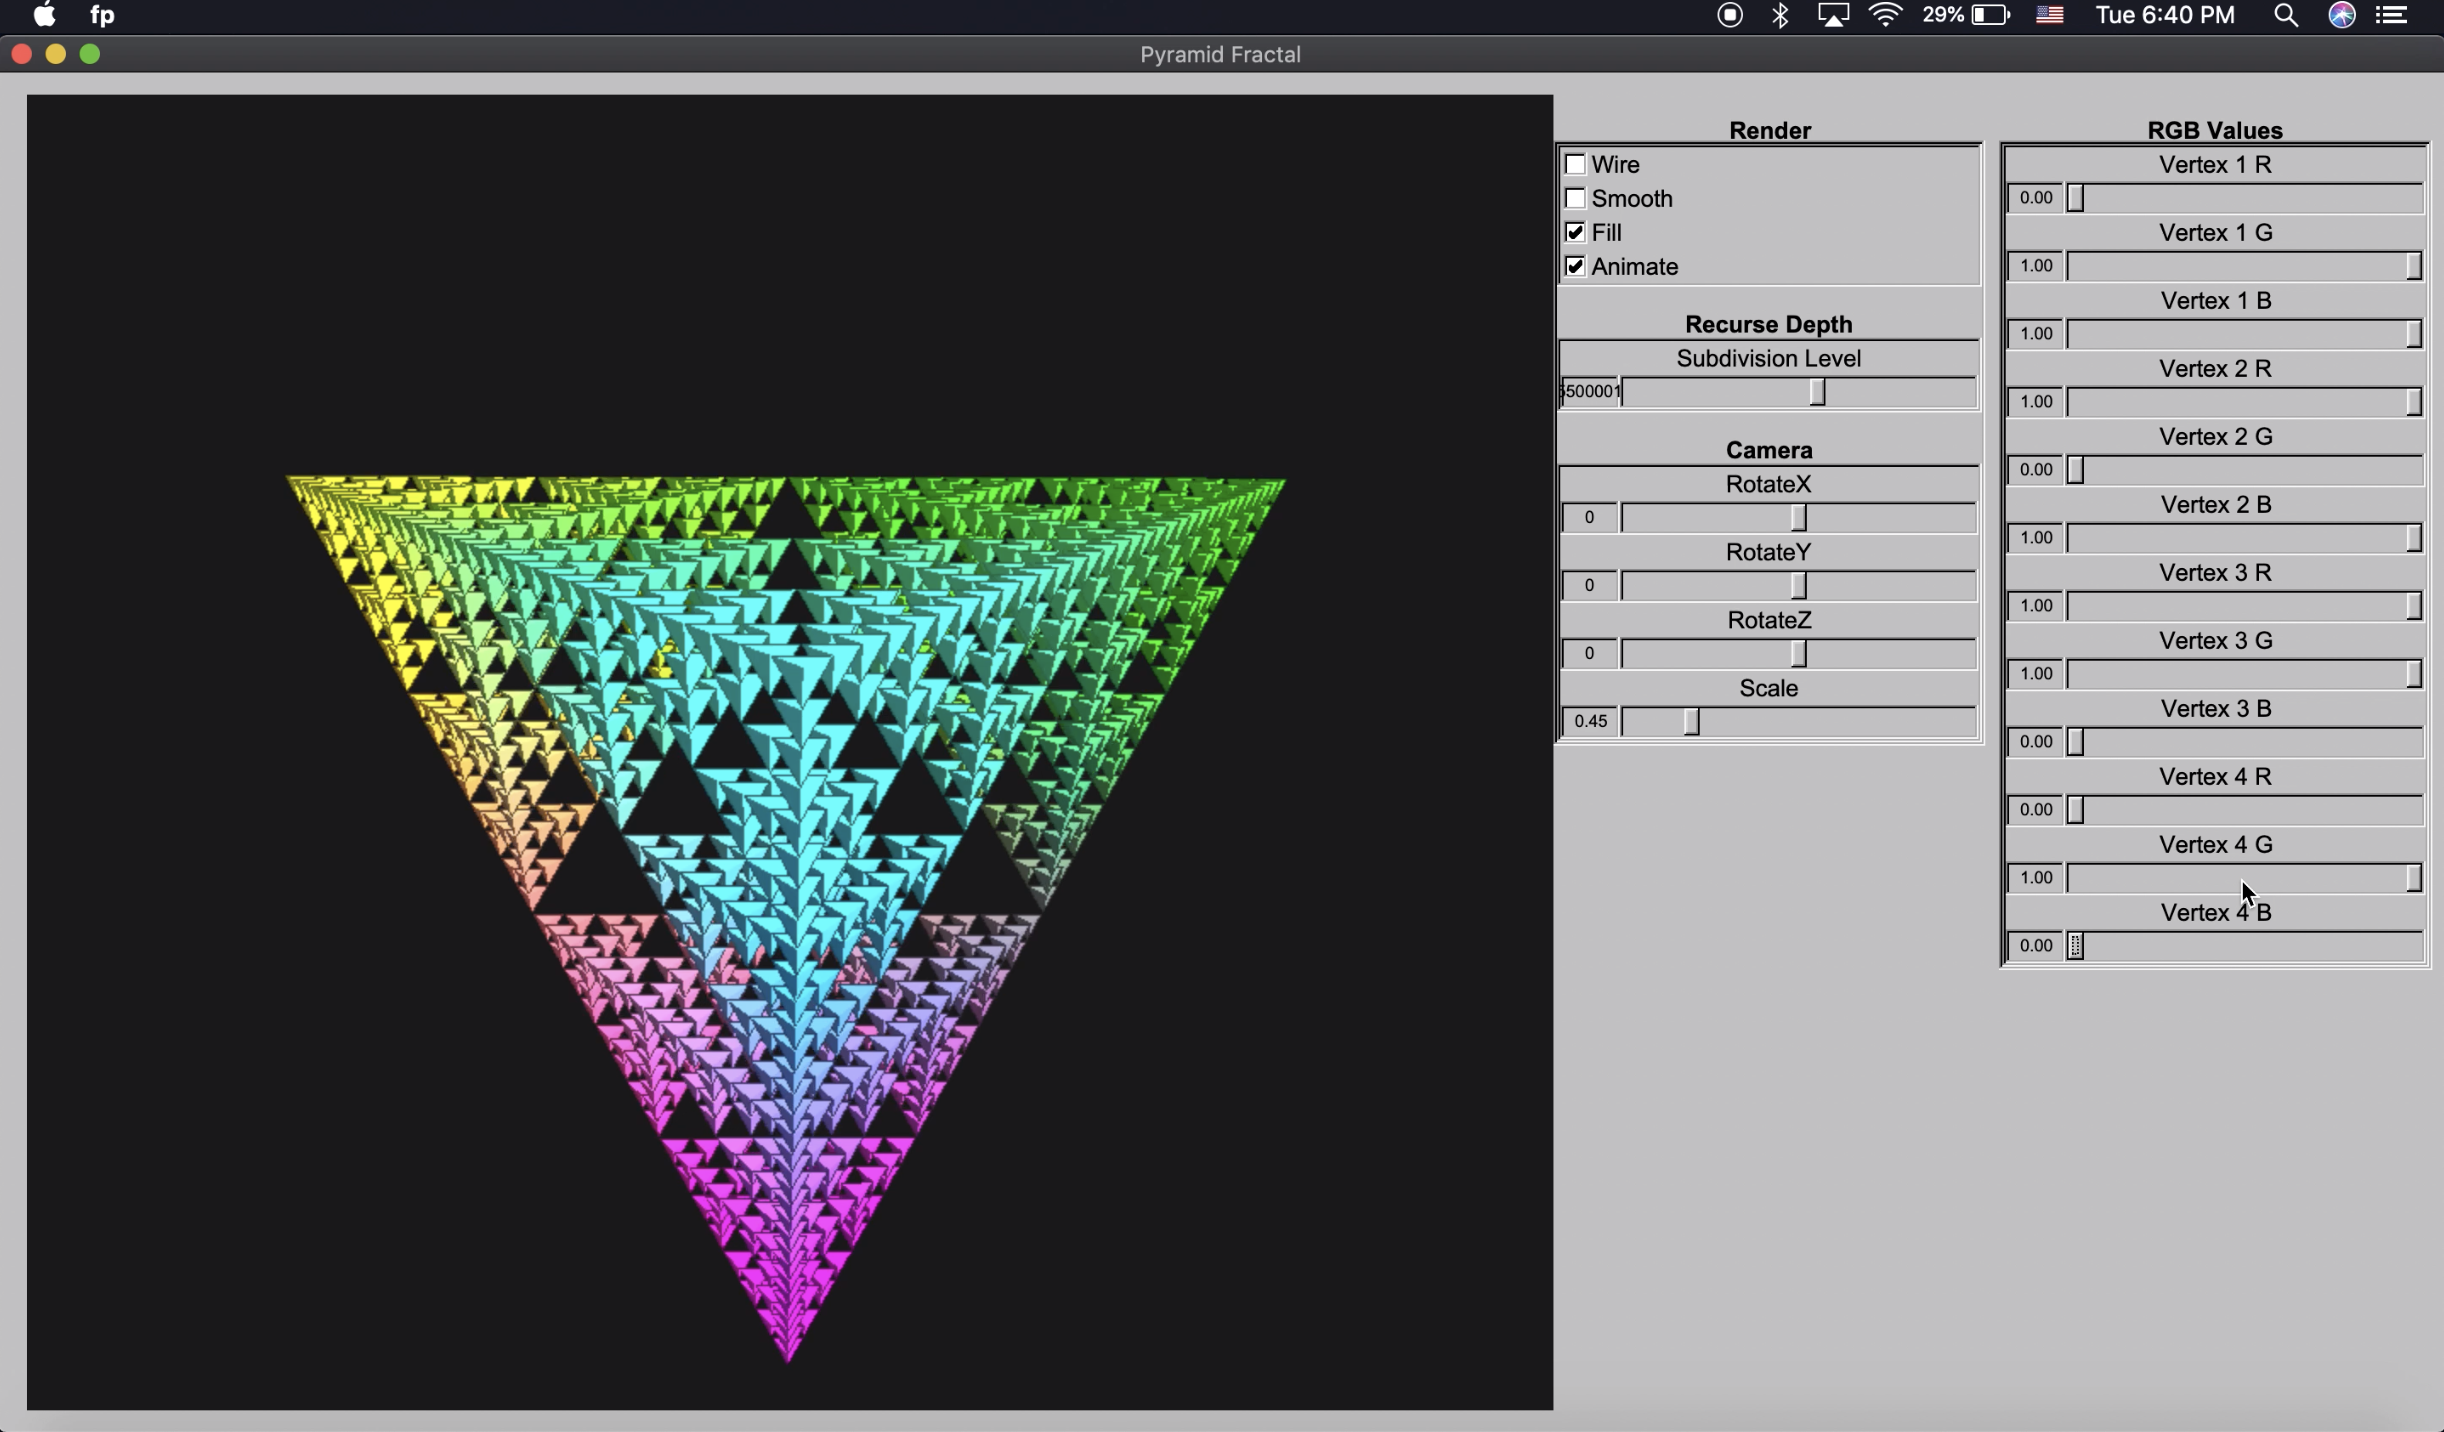 fp
29%
Tue 6:40 PM
Pyramid Fractal
Render
Wire
Smooth
Fill
Animate
Recurse Depth
Subdivision Level
Camera
RotateX
0
RotateY
0
RotateZ
0
Scale
0.45
RGB Values
Vertex 1 R
0.00
Vertex 1 G
1.00
Vertex 1 B
1.00
Vertex 2 R
1.00
Vertex 2 G
0.00
Vertex 2 B
1.00
Vertex 3 R
1.00
Vertex 3 G
1.00
Vertex 3 B
0.00
Vertex 4 R
0.00
Vertex 4 G
1.00
Vertex 4 B
0.00